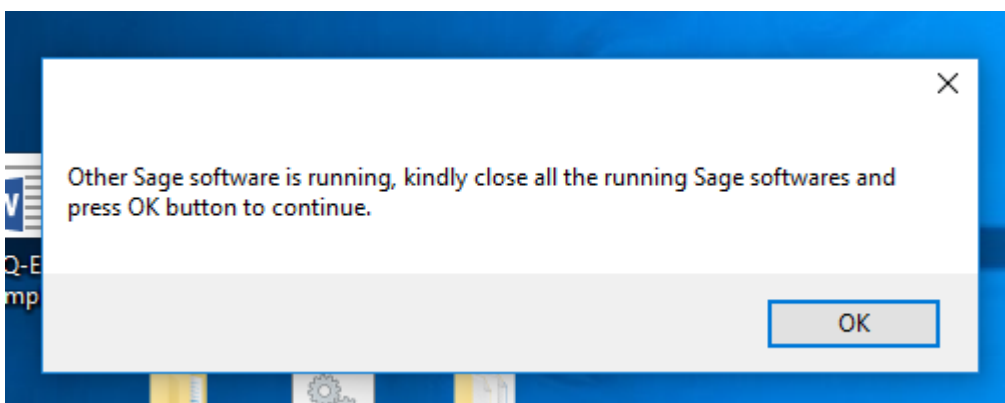 Other Sage software is running, kindly close all the running Sage softwares and
press OK button to continue.
Q-E
mp
OK